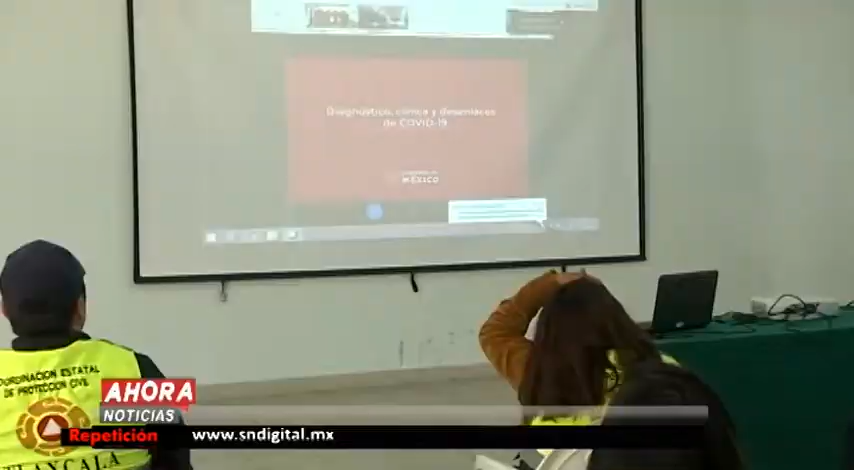 Diagnóstico, clínica y desenlaces
de COVID-19
MÉXICO
COORDINACIÓN ESTATAL
DE PROTECCIÓN CIVIL
TLAXCALA
AHORA
NOTICIAS
Repetición
www.sndigital.mx